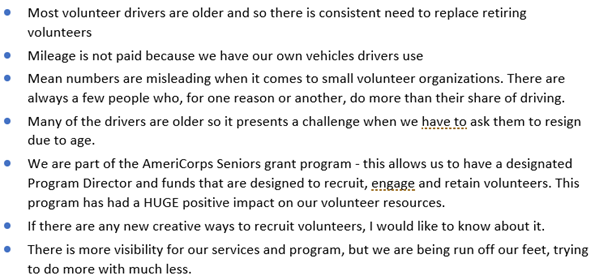 • Most volunteer drivers are older and so there is consistent need to replace retiring
volunteers
• Mileage is not paid because we have our own vehicles drivers use
• Mean numbers are misleading when it comes to small volunteer organizations. There are
always a few people who, for one reason or another, do more than their share of driving.
• Many of the drivers are older so it presents a challenge when we have to ask them to resign
due to age.
• We are part of the AmeriCorps Seniors grant program - this allows us to have a designated
Program Director and funds that are designed to recruit, engage and retain volunteers. This
program has had a HUGE positive impact on our volunteer resources.
• If there are any new creative ways to recruit volunteers, I would like to know about it.
• There is more visibility for our services and program, but we are being run off our feet, trying
to do more with much less.